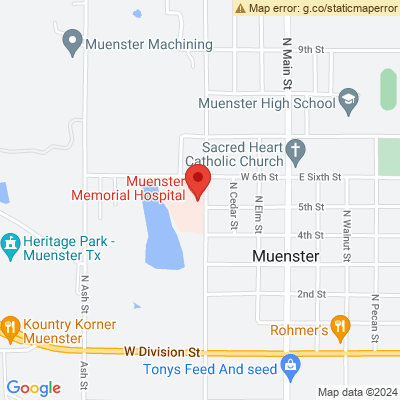 Map error: g.co/staticmaperror
Muenster Machining
9th St
N Main St
Muenster High School
Sacred Heart
Catholic Church
Muenster
Memorial Hospital
W 6th St
E Sixth St
N Cedar St
N Elm St
5th St
N Walnut St
4th St
Heritage Park -
Muenster Tx
Muenster
N Ash St
2nd St
N Pecan St
Kountry Korner
Muenster
Rohmer's
W Division St
Ash St
Tonys Feed And seed
Google
Map data ©2024